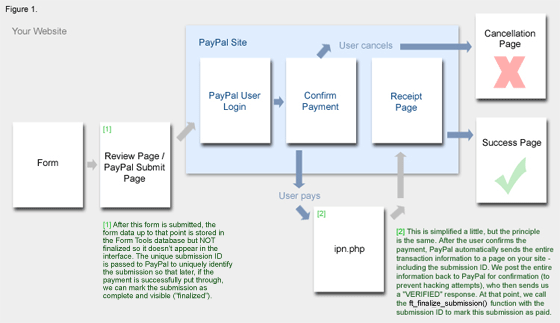 Figure 1.
Your Website
PayPal Site
User cancels
Cancellation
Page
PayPal User
Login
Confirm
Payment
Receipt
Page
[1]
Form
Review Page /
PayPal Submit
Page
Success Page
User pays
[2]
ipn.php
[1] After this form is submitted, the
form data up to that point is stored in
the Form Tools database but NOT
finalized so it doesn't appear in the
interface. The unique submission ID
is passed to PayPal to uniquely identify
the submission so that later, if the
payment is successfully put through,
we can mark the submission as
complete and visible ("finalized").
[2] This is simplified a little, but the principle
is the same. After the user confirms the
payment, PayPal automatically sends the entire
transaction information to a page on your site -
including the submission ID. We post the entire
information back to PayPal for confirmation (to
prevent hacking attempts), who then sends us
a "VERIFIED" response. At that point, we call
the ft_finalize_submission() function with the
submission ID to mark this submission as paid.